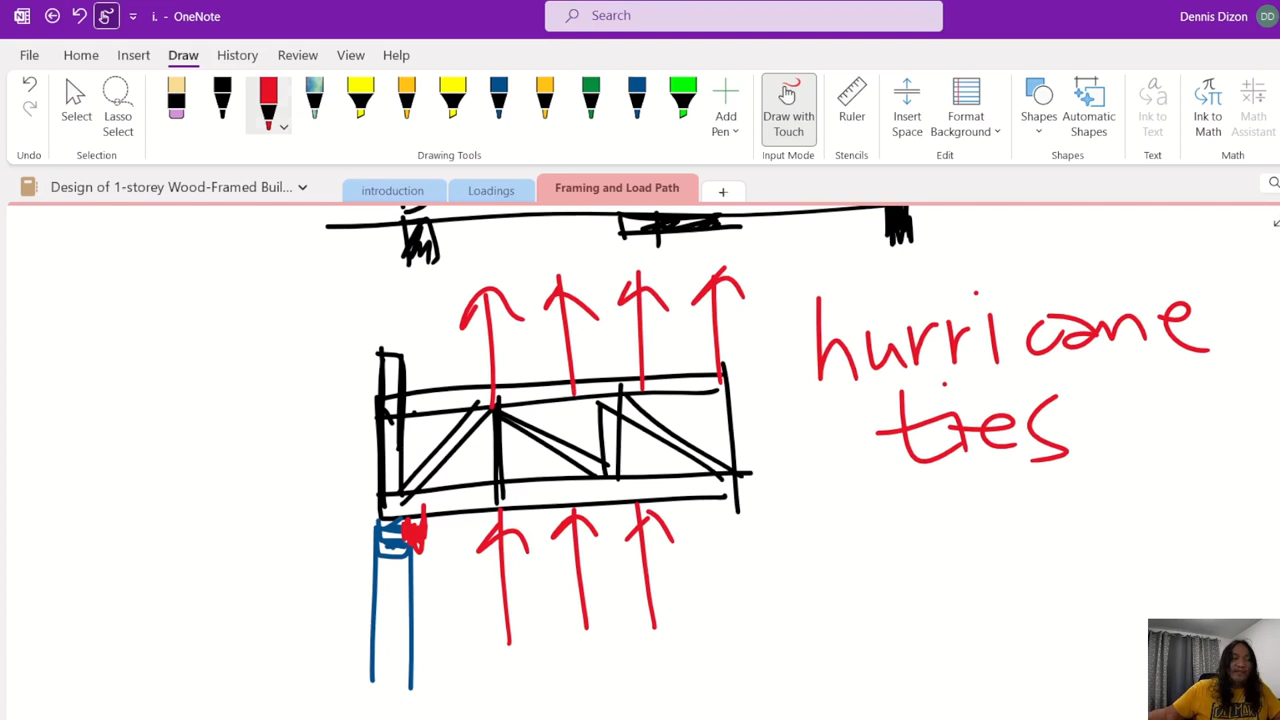 i. - OneNote
Search
Dennis Dizon
DD
File
Home
Insert
Draw
History
Review
View
Help
Select
Lasso
Select
Add
Pen
Draw with
Touch
Ruler
Insert
Space
Format
Background
Shapes
Automatic
Shapes
Ink to
Text
Ink to
Math
Math
Assistant
Undo
Selection
Drawing Tools
Input Mode
Stencils
Edit
Shapes
Text
Math
Design of 1-storey Wood-Framed Buil...
introduction
Loadings
Framing and Load Path
hurricane
ties